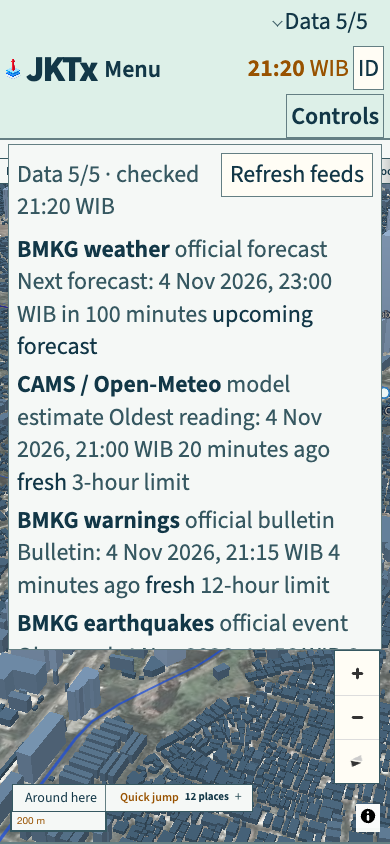 Data 5/5
JKTx Menu
21:20 WIB
ID
Controls
Data 5/5 · checked
21:20 WIB
Refresh feeds
BMKG weather official forecast
Next forecast: 4 Nov 2026, 23:00
WIB in 100 minutes upcoming
forecast
CAMS / Open-Meteo model
estimate Oldest reading: 4 Nov
2026, 21:00 WIB 20 minutes ago
fresh 3-hour limit
BMKG warnings official bulletin
Bulletin: 4 Nov 2026, 21:15 WIB 4
minutes ago fresh 12-hour limit
BMKG earthquakes official event
+
−
Around here
Quick jump 12 places +
200 m